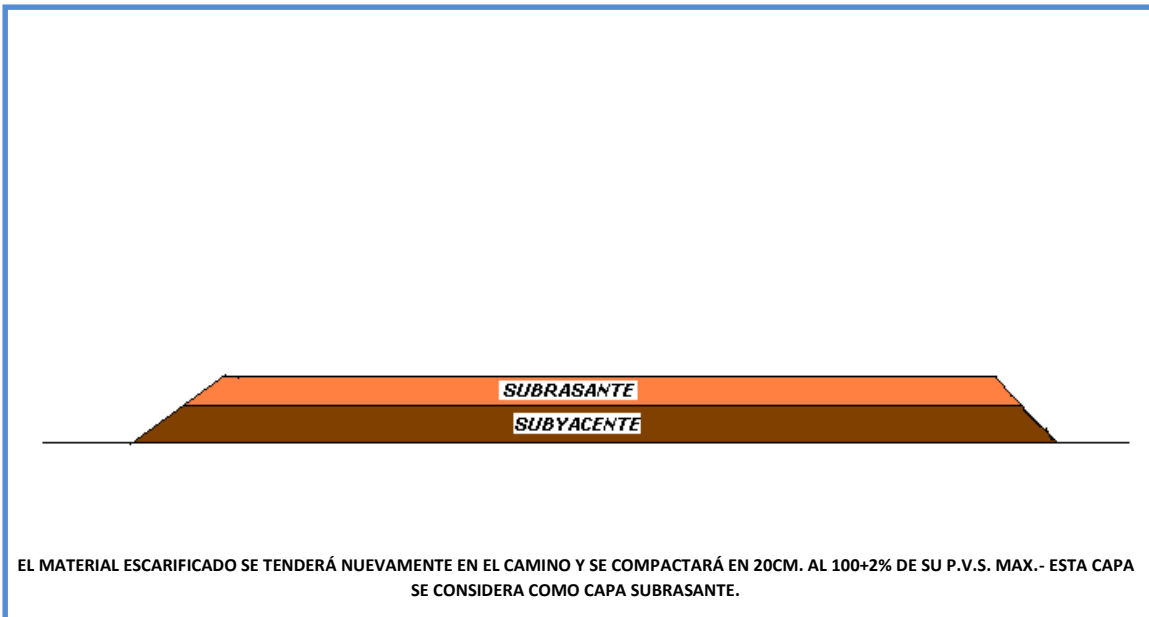 SUBRASANTE
SUBYACENTE
EL MATERIAL ESCARIFICADO SE TENDERÁ NUEVAMENTE EN EL CAMINO Y SE COMPACTARÁ EN 20CM. AL 100+2% DE SU P.V.S. MAX.- ESTA CAPA
SE CONSIDERA COMO CAPA SUBRASANTE.